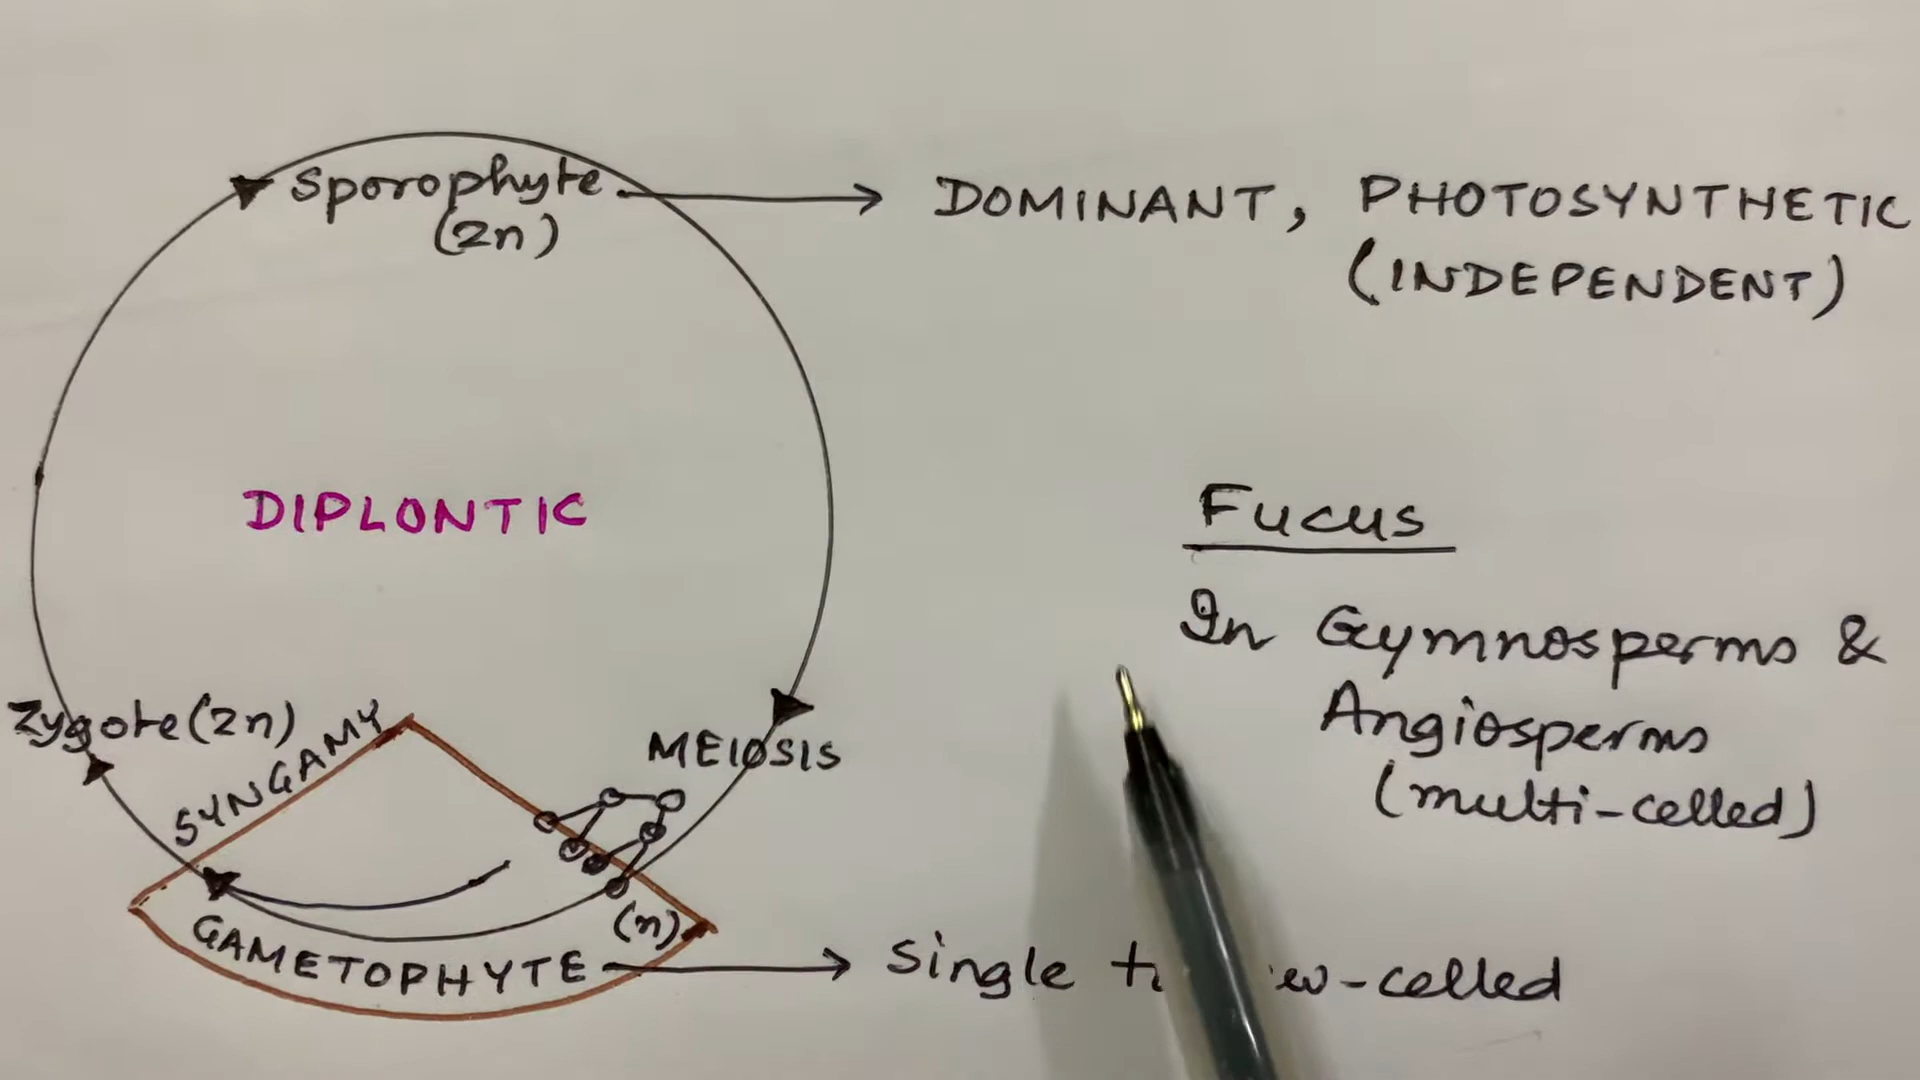 Sporophyte
(2n)
DOMINANT, PHOTOSYNTHETIC
(INDEPENDENT)
DIPLONTIC
Fucus
In Gymnosperms &
Angiosperms
(multi-celled)
Zygote (2n)
SYNGAMY
MEIOSIS
(n)
GAMETOPHYTE
Single
-celled